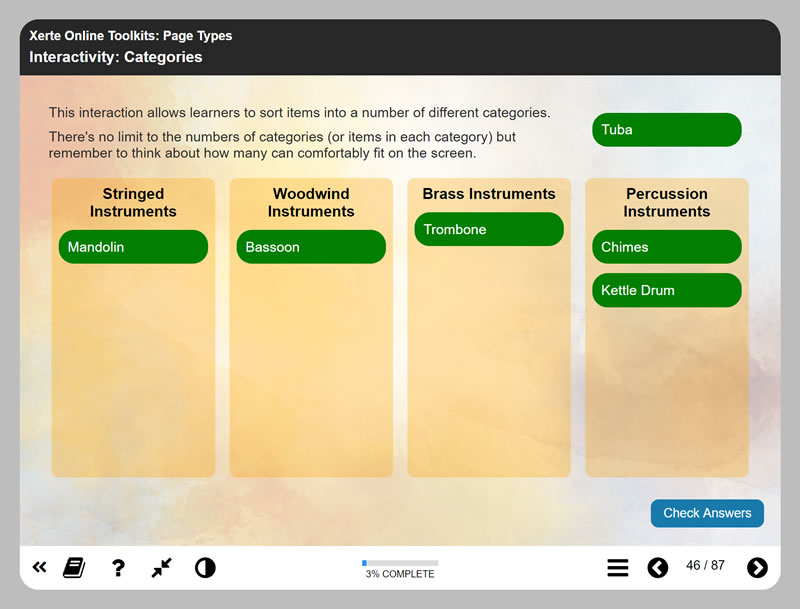 Xerte Online Toolkits: Page Types
Interactivity: Categories
This interaction allows learners to sort items into a number of different categories.
There's no limit to the numbers of categories (or items in each category) but
remember to think about how many can comfortably fit on the screen.
Tuba
Stringed
Instruments
Mandolin
Woodwind
Instruments
Bassoon
Brass Instruments
Trombone
Percussion
Instruments
Chimes
Kettle Drum
Check Answers
?
3% COMPLETE
46 / 87